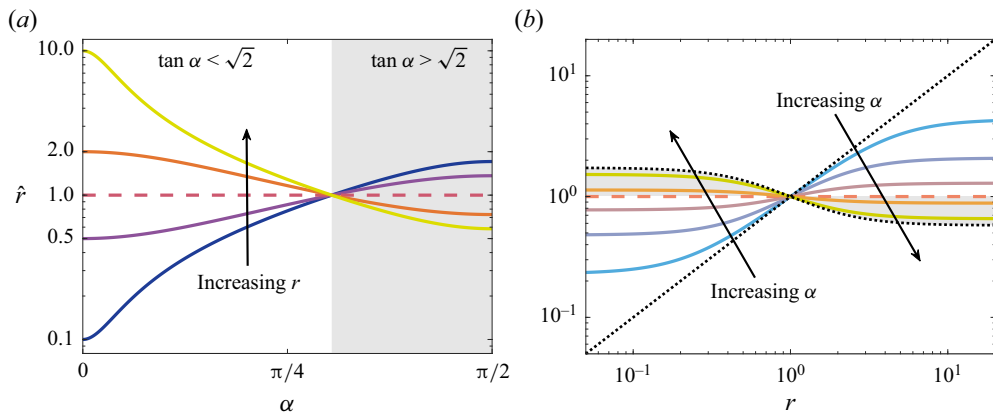 (a)
(b)
10.0
tan α < √2
tan α > √2
2.0
1.0
0.5
0.1
r̂
Increasing r
0
π/4
π/2
α
10¹
10⁰
10⁻¹
Increasing α
Increasing α
10⁻¹
10⁰
10¹
r